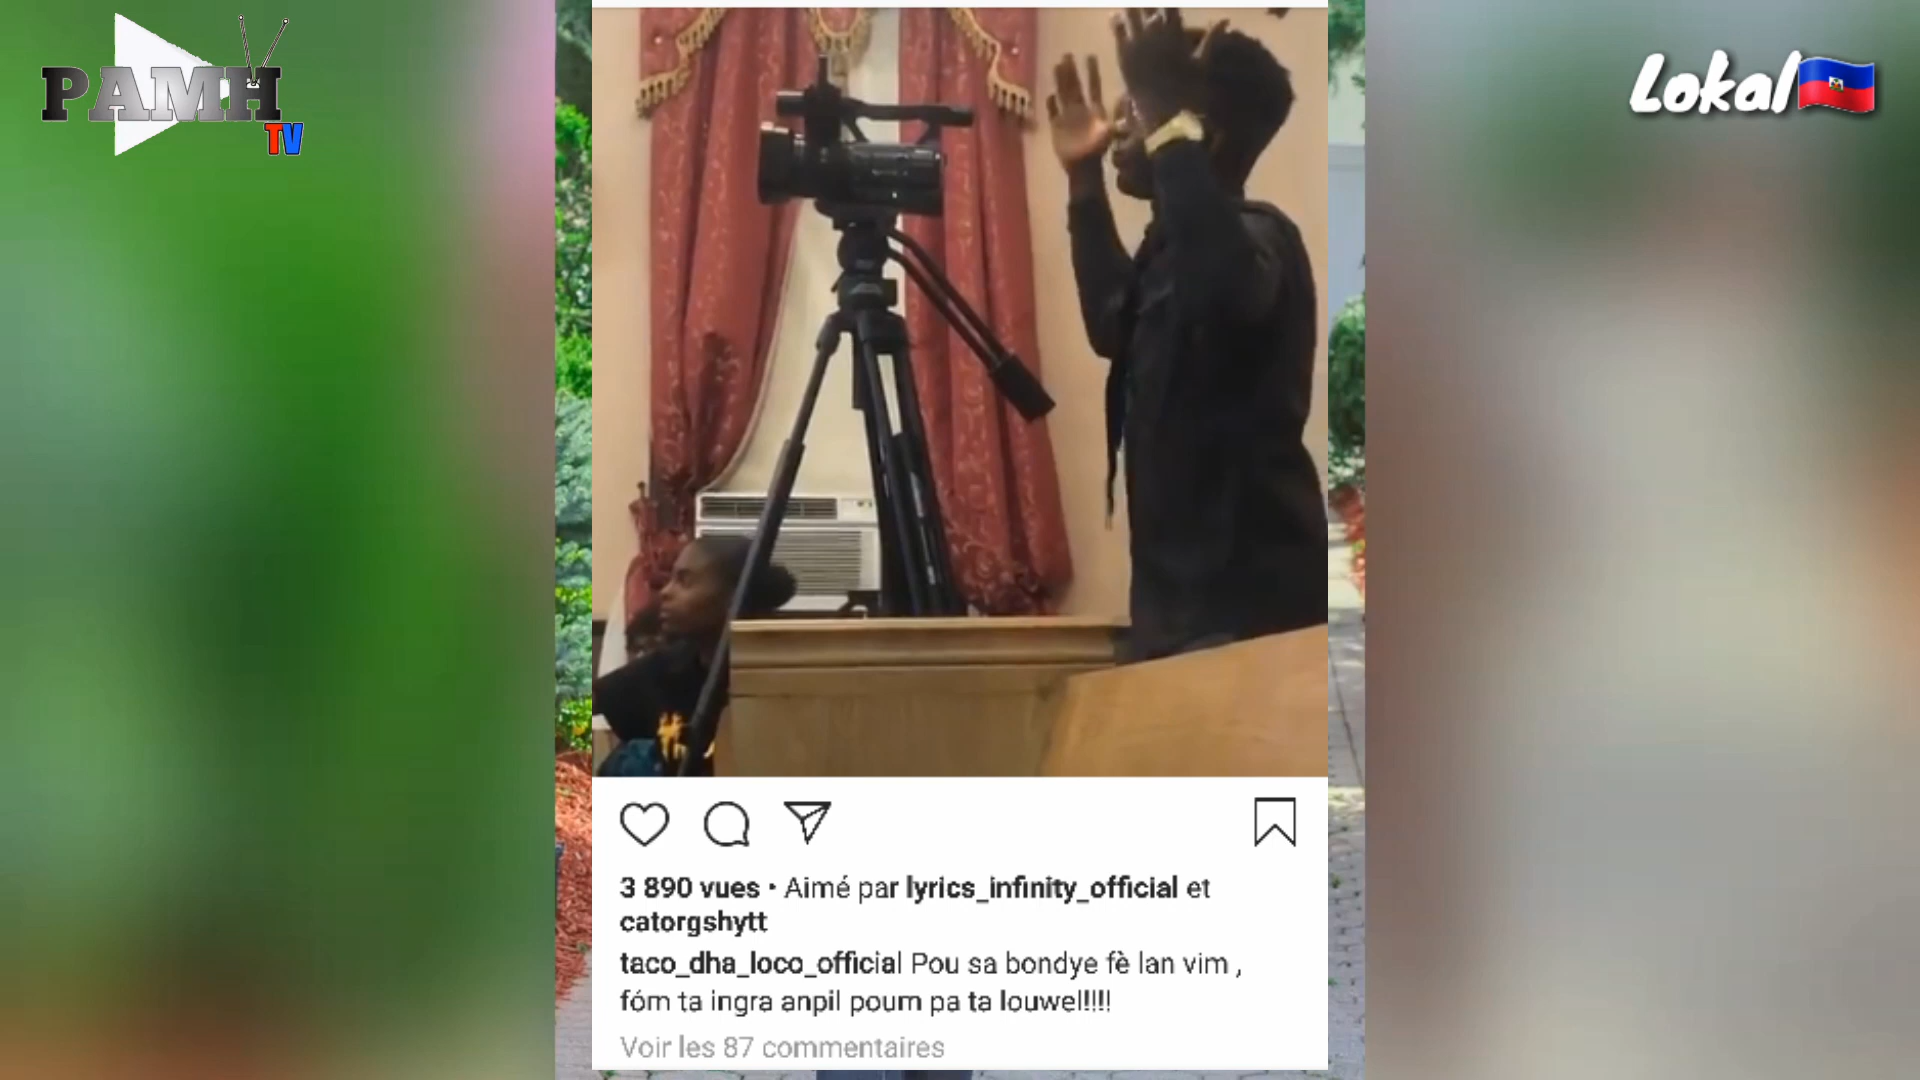 PAMH
TV
Lokal
3 890 vues • Aimé par lyrics_infinity_official et
catorgshytt
taco_dha_loco_official Pou sa bondye fè lan vim ,
fóm ta ingra anpil poum pa ta louwel!!!!
Voir les 87 commentaires